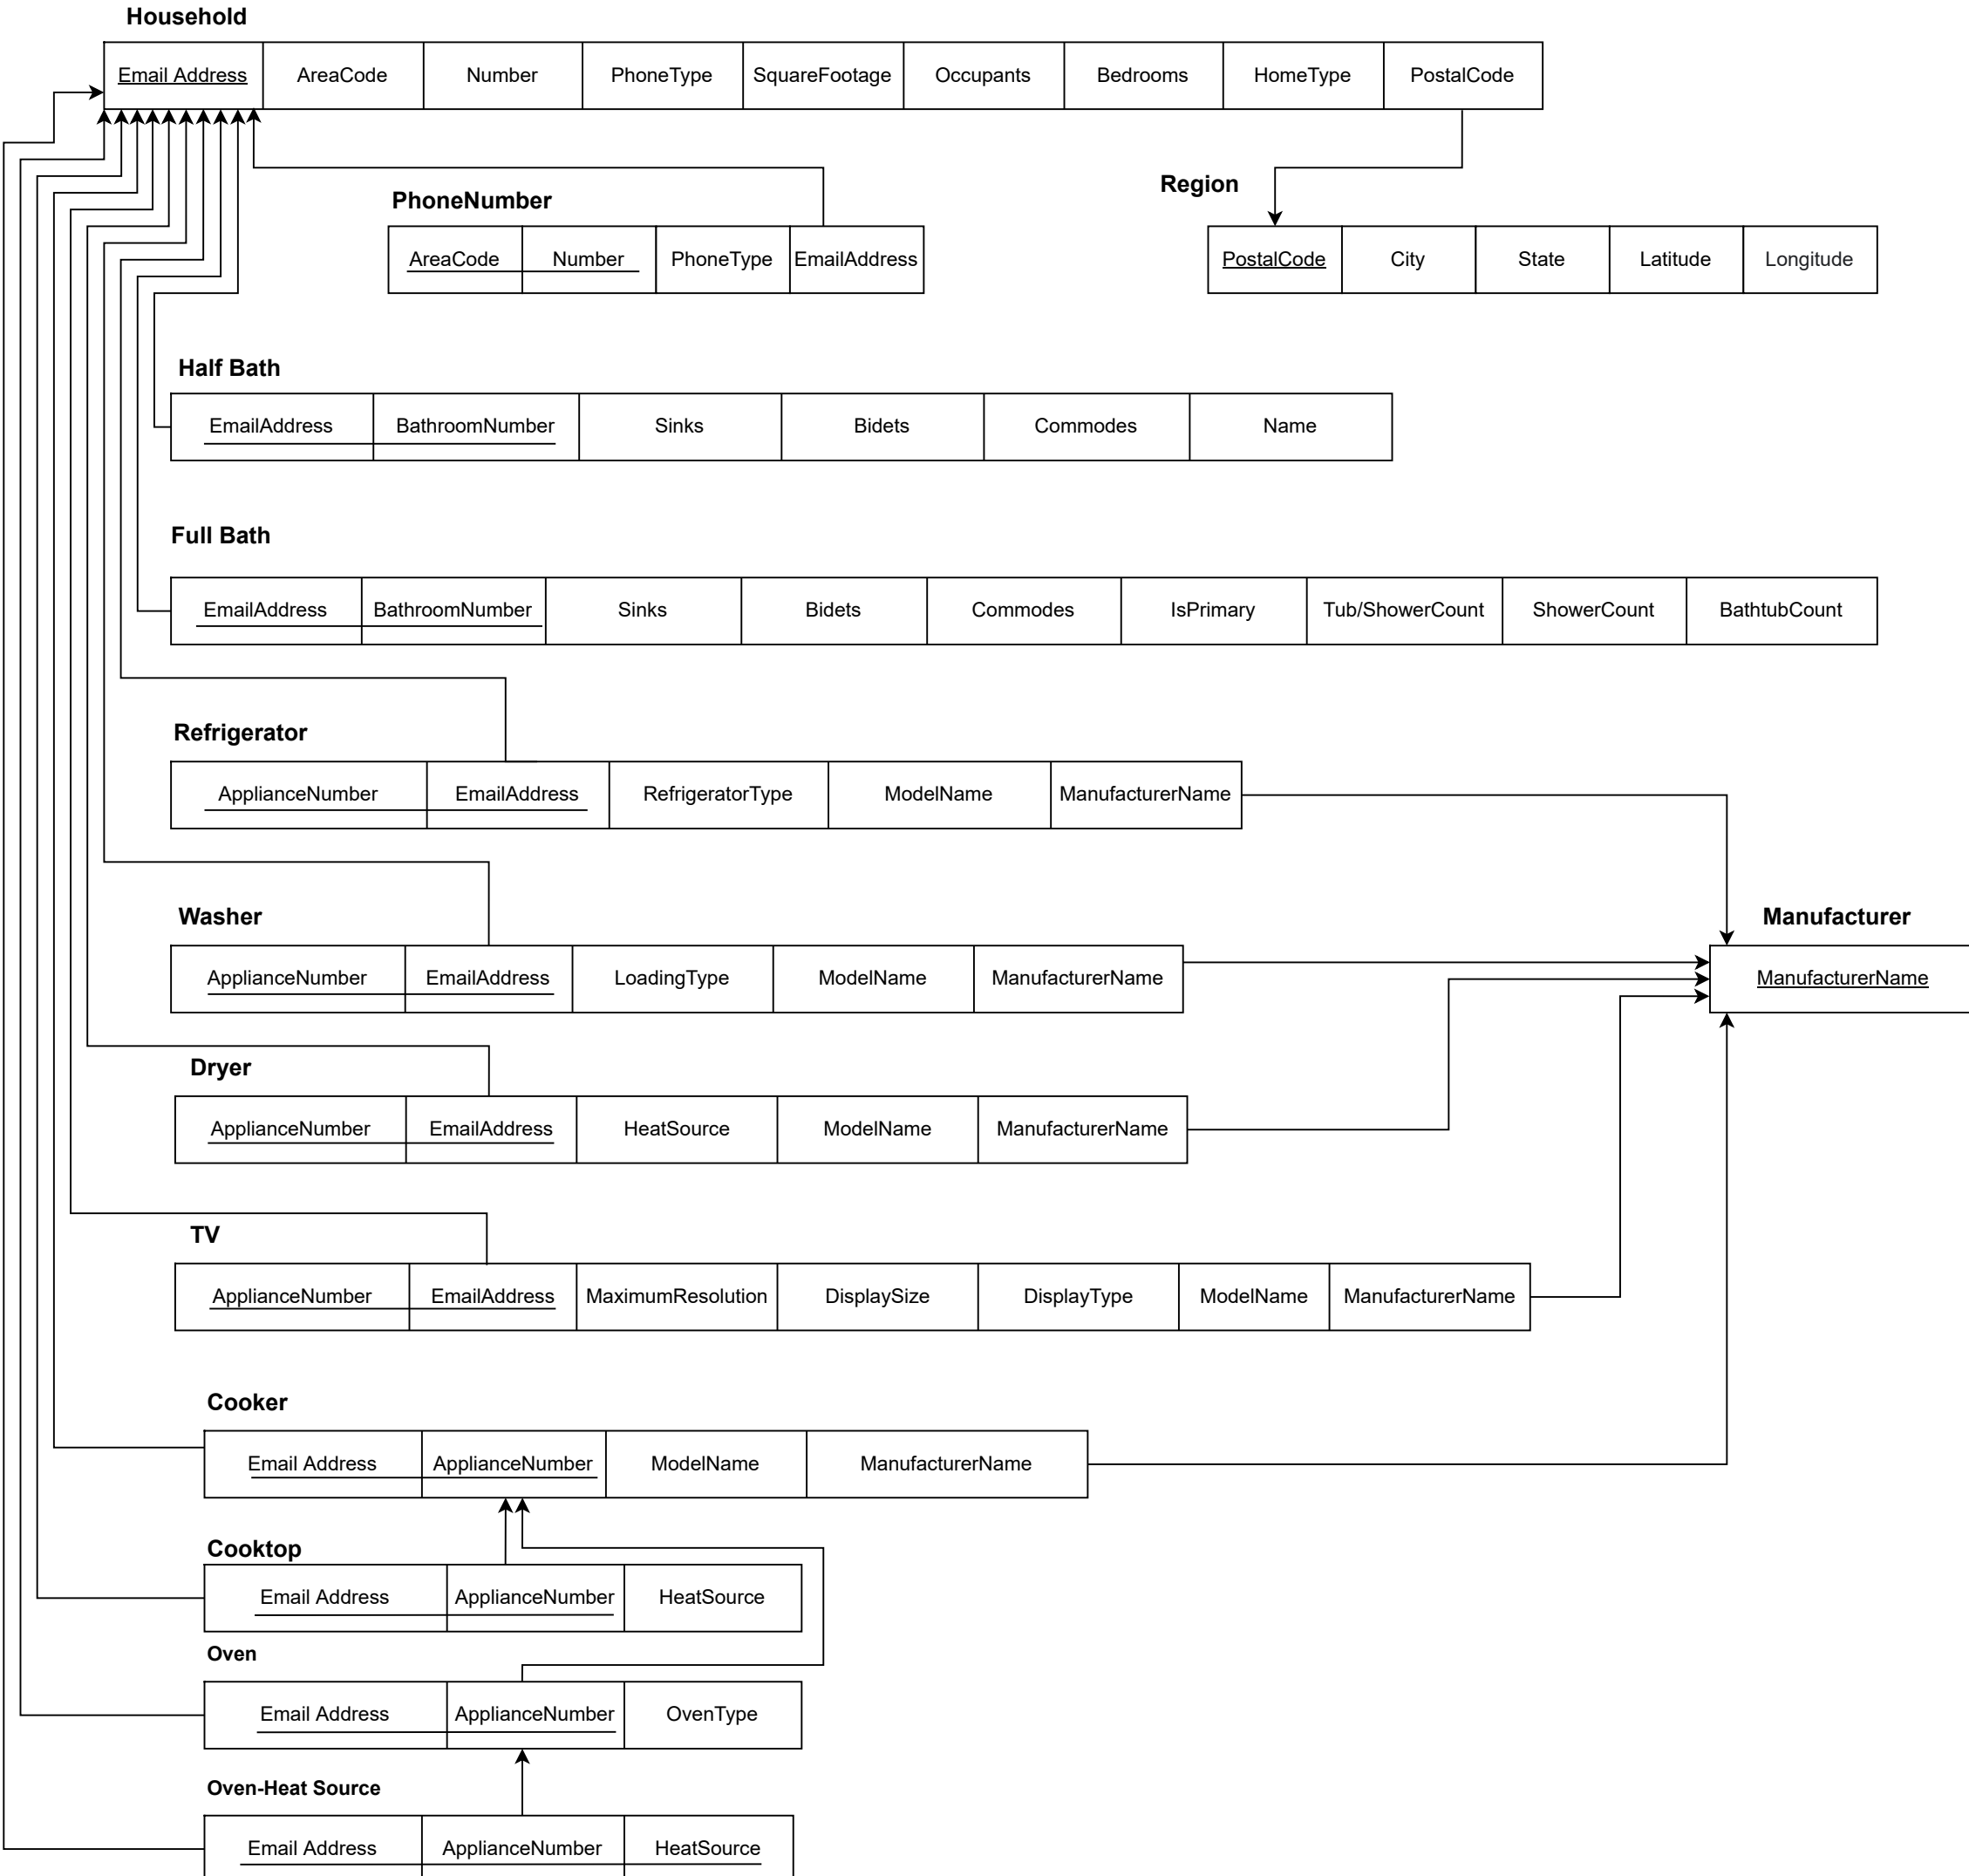 Household
Email Address AreaCode Number PhoneType SquareFootage Occupants Bedrooms HomeType PostalCode
Region
PhoneNumber
AreaCode Number PhoneType EmailAddress
PostalCode City State Latitude Longitude
Half Bath
EmailAddress BathroomNumber Sinks Bidets Commodes Name
Full Bath
EmailAddress BathroomNumber Sinks Bidets Commodes IsPrimary Tub/ShowerCount ShowerCount BathtubCount
Refrigerator
ApplianceNumber EmailAddress RefrigeratorType ModelName ManufacturerName
Washer
Manufacturer
ApplianceNumber EmailAddress LoadingType ModelName ManufacturerName
ManufacturerName
Dryer
ApplianceNumber EmailAddress HeatSource ModelName ManufacturerName
TV
ApplianceNumber EmailAddress MaximumResolution DisplaySize DisplayType ModelName ManufacturerName
Cooker
Email Address ApplianceNumber ModelName ManufacturerName
Cooktop
Email Address ApplianceNumber HeatSource
Oven
Email Address ApplianceNumber OvenType
Oven-Heat Source
Email Address ApplianceNumber HeatSource